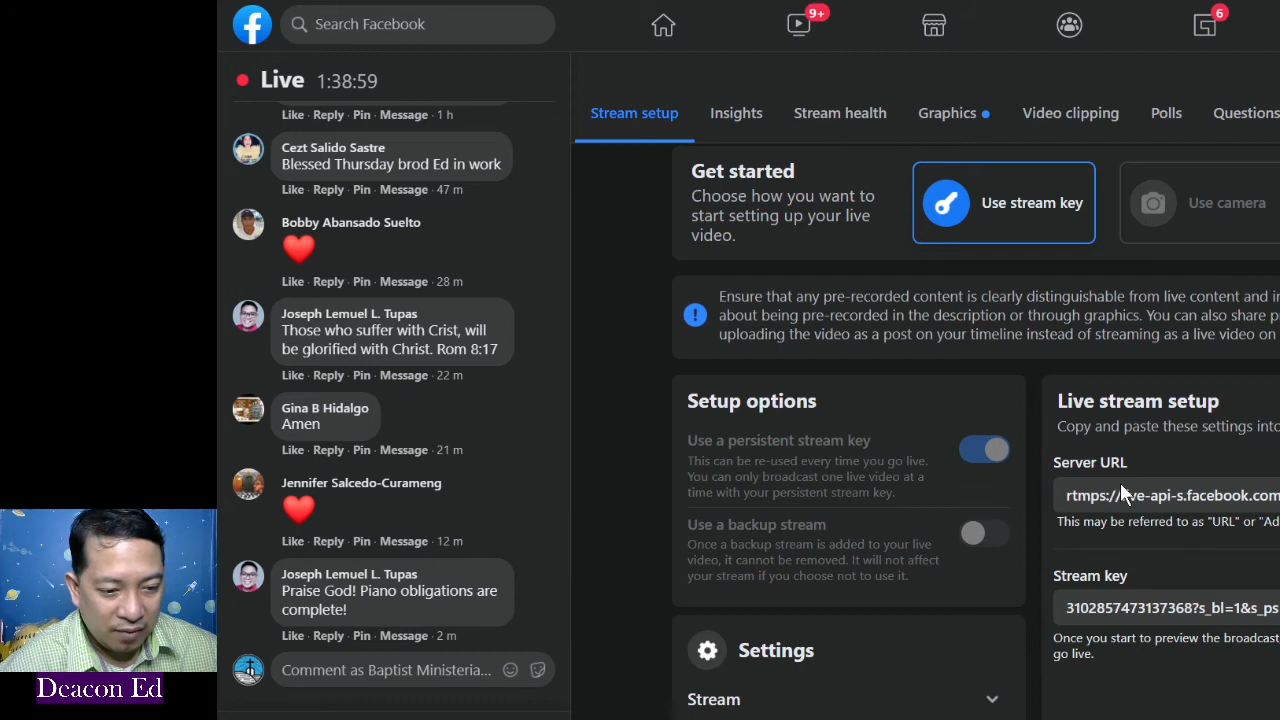 Search Facebook
9+
6
Live 1:38:59
Like · Reply · Pin · Message · 1 h
Cezt Salido Sastre
Blessed Thursday brod Ed in work
Like · Reply · Pin · Message · 47 m
Bobby Abansado Suelto
Like · Reply · Pin · Message · 28 m
Joseph Lemuel L. Tupas
Those who suffer with Crist, will
be glorified with Christ. Rom 8:17
Like · Reply · Pin · Message · 22 m
Gina B Hidalgo
Amen
Like · Reply · Pin · Message · 21 m
Jennifer Salcedo-Curameng
Like · Reply · Pin · Message · 12 m
Joseph Lemuel L. Tupas
Praise God! Piano obligations are
complete!
Like · Reply · Pin · Message · 2 m
Comment as Baptist Ministeria...
Deacon Ed
Stream setup Insights Stream health Graphics Video clipping Polls Questions
Get started
Choose how you want to
start setting up your live
video.
Use stream key
Use camera
Ensure that any pre-recorded content is clearly distinguishable from live content and
about being pre-recorded in the description or through graphics. You can also share
uploading the video as a post on your timeline instead of streaming as a live video on
Setup options
Use a persistent stream key
This can be re-used every time you go live.
You can only broadcast one live video at a
time with your persistent stream key.
Use a backup stream
Once a backup stream is added to your live
video, it cannot be removed. It will not affect
your stream if you choose not to use it.
Settings
Stream
Live stream setup
Copy and paste these settings into
Server URL
rtmps://live-api-s.facebook.com
This may be referred to as "URL" or "Ad
Stream key
3102857473137368?s_bl=1&s_ps
Once you start to preview the broadcast
go live.